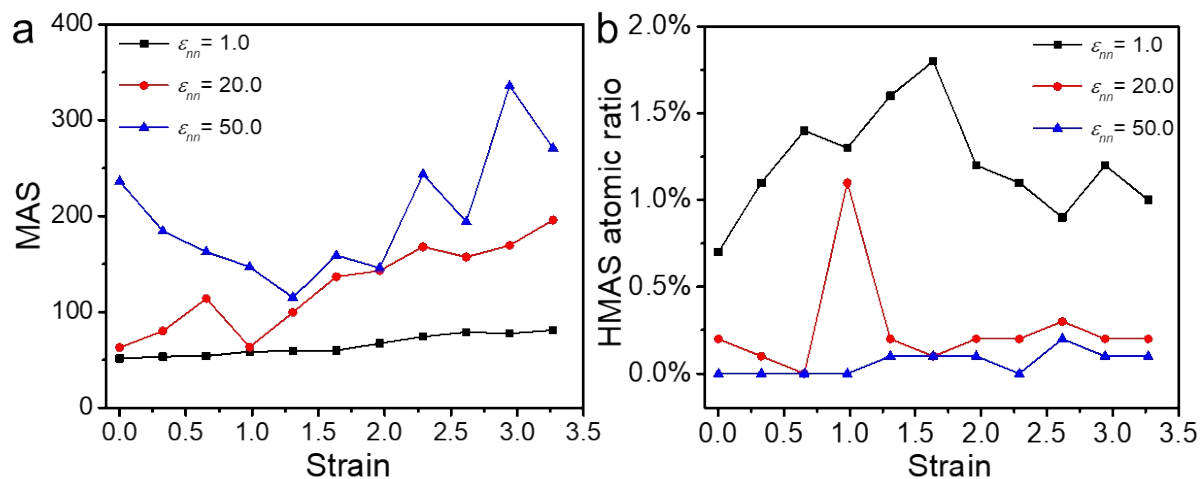 a
400
300
200
100
0
MAS
εnn= 1.0
εnn= 20.0
εnn= 50.0
0.0 0.5 1.0 1.5 2.0 2.5 3.0 3.5
Strain
b
2.0%
1.5%
1.0%
0.5%
0.0%
HMAS atomic ratio
εnn= 1.0
εnn= 20.0
εnn= 50.0
0.0 0.5 1.0 1.5 2.0 2.5 3.0 3.5
Strain